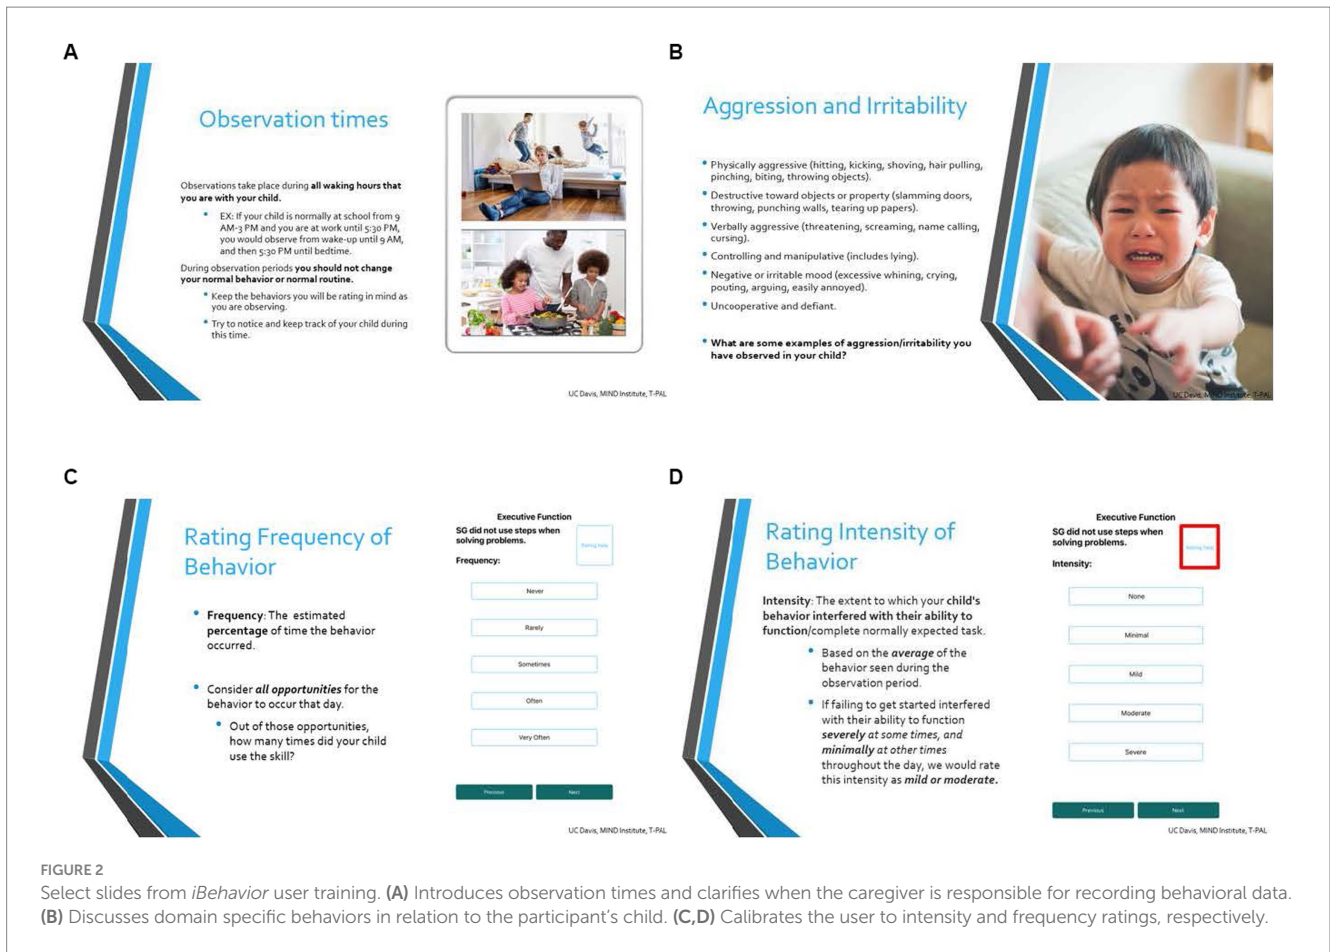 A
Observation times
Observations take place during all waking hours that
you are with your child.
• EX: If your child is normally at school from 9
AM-3 PM and you are at work until 5:30 PM,
you would observe from wake-up until 9 AM,
and then 5:30 PM until bedtime.
During observation periods you should not change
your normal behavior or normal routine.
• Keep the behaviors you will be rating in mind as
you are observing.
• Try to notice and keep track of your child during
this time.
UC Davis, MIND Institute, T-PAL
B
Aggression and Irritability
• Physically aggressive (hitting, kicking, shoving, hair pulling,
pinching, biting, throwing objects).
• Destructive toward objects or property (slamming doors,
throwing, punching walls, tearing up papers).
• Verbally aggressive (threatening, screaming, name calling,
cursing).
• Controlling and manipulative (includes lying).
• Negative or irritable mood (excessive whining, crying,
pouting, arguing, easily annoyed).
• Uncooperative and defiant.
• What are some examples of aggression/irritability you
have observed in your child?
UC Davis, MIND Institute, T-PAL
C
Rating Frequency of
Behavior
• Frequency: The estimated
percentage of time the behavior
occurred.
• Consider all opportunities for the
behavior to occur that day.
• Out of those opportunities,
how many times did your child
use the skill?
Executive Function
SG did not use steps when
solving problems.
Rating help
Frequency:
Never
Rarely
Sometimes
Often
Very Often
Previous
Next
UC Davis, MIND Institute, T-PAL
D
Rating Intensity of
Behavior
Intensity: The extent to which your child's
behavior interfered with their ability to
function/complete normally expected task.
• Based on the average of the
behavior seen during the
observation period.
• If failing to get started interfered
with their ability to function
severely at some times, and
minimally at other times
throughout the day, we would rate
this intensity as mild or moderate.
Executive Function
SG did not use steps when
solving problems.
Rating help
Intensity:
None
Minimal
Mild
Moderate
Severe
Previous
Next
UC Davis, MIND Institute, T-PAL
FIGURE 2
Select slides from iBehavior user training. (A) Introduces observation times and clarifies when the caregiver is responsible for recording behavioral data.
(B) Discusses domain specific behaviors in relation to the participant's child. (C,D) Calibrates the user to intensity and frequency ratings, respectively.